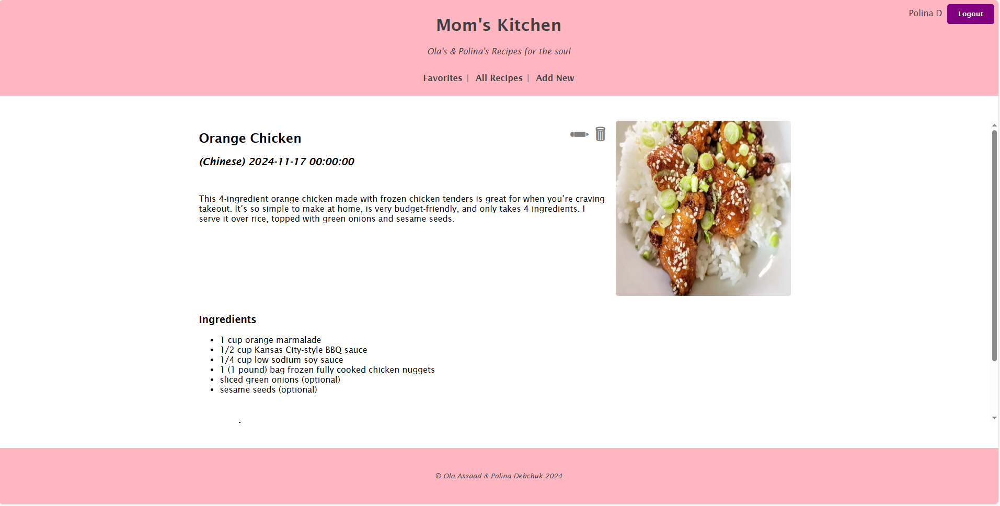 Polina D
Logout
Mom's Kitchen
Ola's & Polina's Recipes for the soul
Favorites | All Recipes | Add New
Orange Chicken
(Chinese) 2024-11-17 00:00:00
This 4-ingredient orange chicken made with frozen chicken tenders is great for when you’re craving
takeout. It’s so simple to make at home, is very budget-friendly, and only takes 4 ingredients. I
serve it over rice, topped with green onions and sesame seeds.
Ingredients
• 1 cup orange marmalade
• 1/2 cup Kansas City-style BBQ sauce
• 1/4 cup low sodium soy sauce
• 1 (1 pound) bag frozen fully cooked chicken nuggets
• sliced green onions (optional)
• sesame seeds (optional)
© Ola Assaad & Polina Debchuk 2024